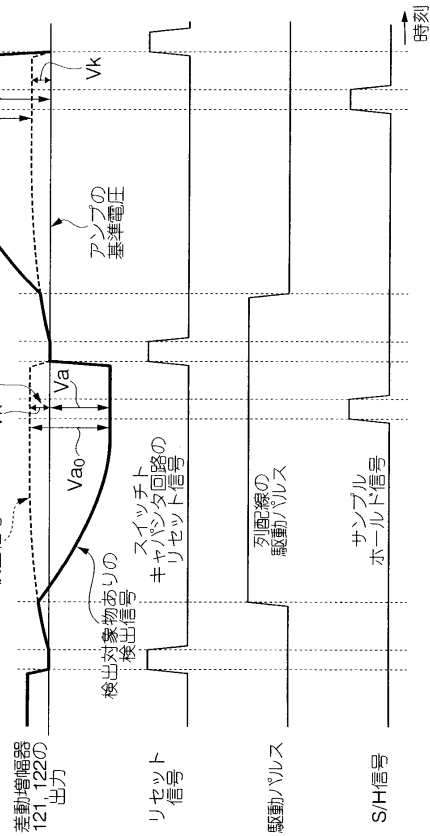 差動増幅器
121, 122の
出力
Va₀
Va
Vk
検出対象物ありの
検出信号
アンプの
基準電圧
リセット
信号
スイッチト
キャパシタ回路の
リセット信号
駆動パルス
列配線の
駆動パルス
S/H信号
サンプル
ホールド信号
時刻